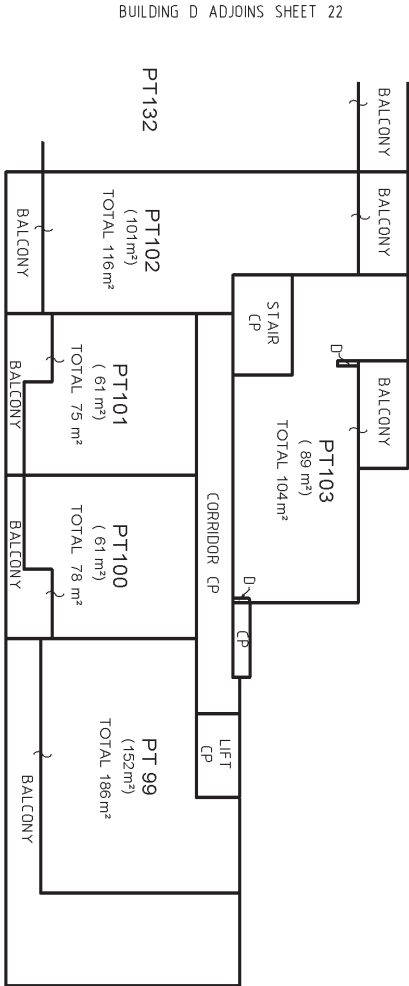 BUILDING D ADJOINS SHEET 22
PT132
BALCONY
BALCONY
PT102
(101m²)
TOTAL 116m²
BALCONY
STAIR
CP
D
BALCONY
PT103
( 89 m²)
TOTAL 104m²
PT101
( 61 m²)
TOTAL 75 m²
BALCONY
CORRIDOR CP
PT100
( 61 m²)
TOTAL 78 m²
BALCONY
D
CP
LIFT
CP
PT 99
(152m²)
TOTAL 186m²
BALCONY